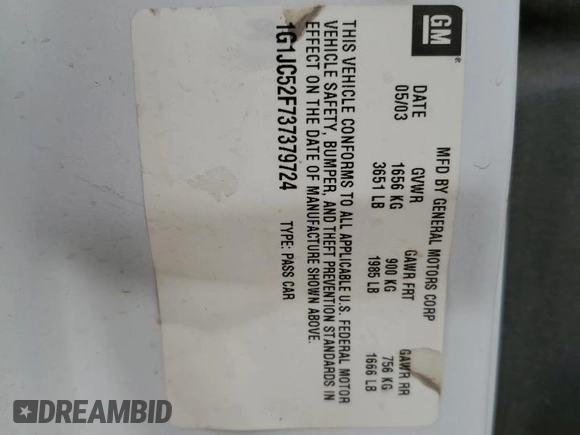 GM
MFD BY GENERAL MOTORS CORP
DATE GVWR GAWR FRT GAWR RR
05/03 1656 KG 900 KG 756 KG
3651 LB 1985 LB 1666 LB
THIS VEHICLE CONFORMS TO ALL APPLICABLE U.S. FEDERAL MOTOR
VEHICLE SAFETY, BUMPER, AND THEFT PREVENTION STANDARDS IN
EFFECT ON THE DATE OF MANUFACTURE SHOWN ABOVE.
1G1JC52F737379724 TYPE: PASS CAR
DREAMBID